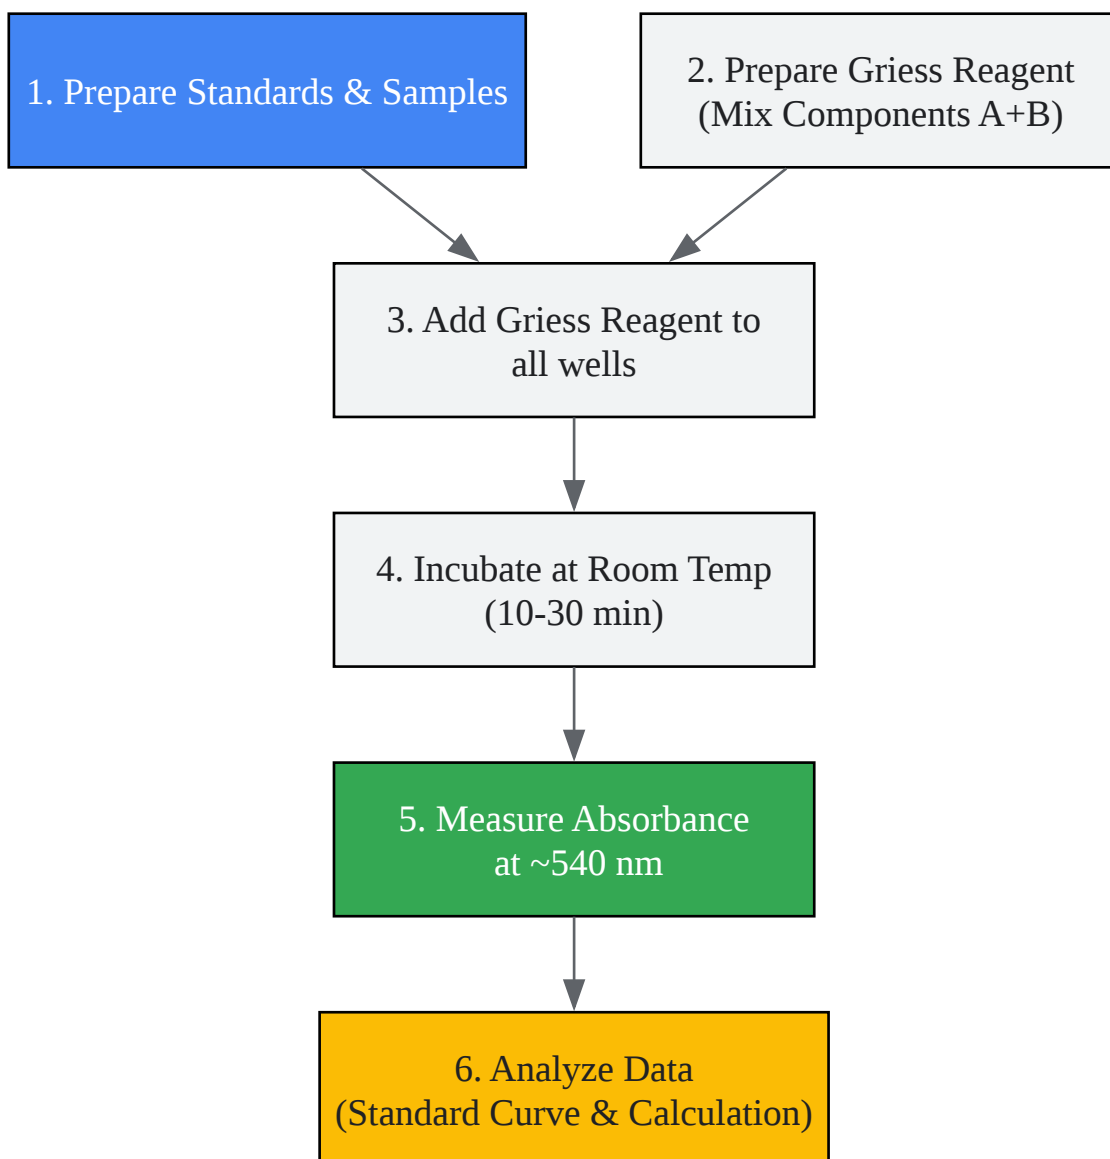 1. Prepare Standards & Samples
2. Prepare Griess Reagent
(Mix Components A+B)
3. Add Griess Reagent to
all wells
4. Incubate at Room Temp
(10-30 min)
5. Measure Absorbance
at ~540 nm
6. Analyze Data
(Standard Curve & Calculation)